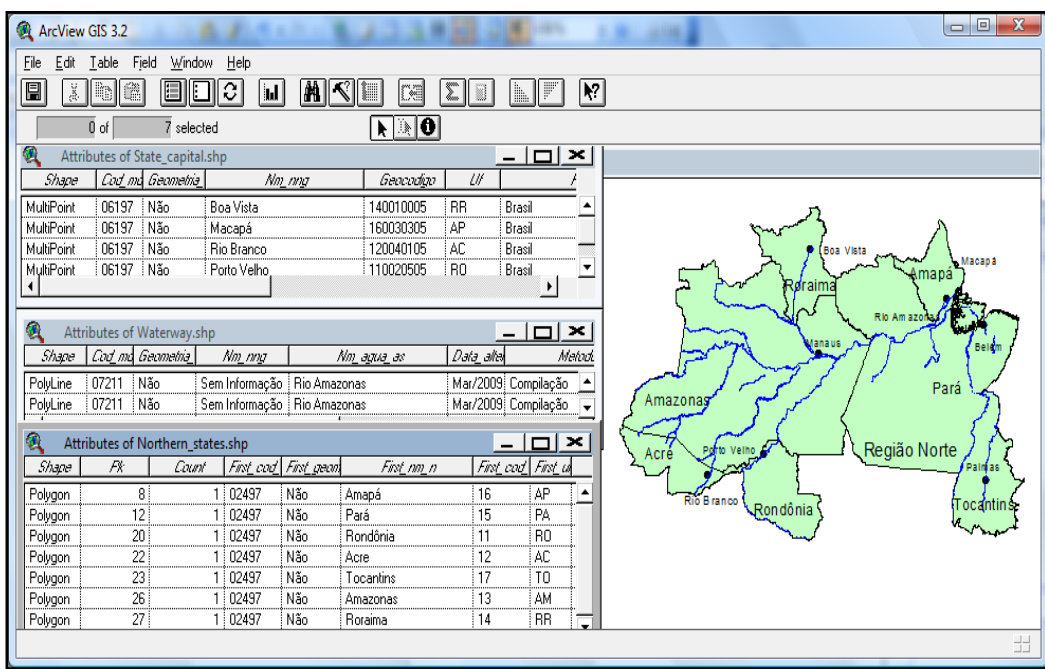 ArcView GIS 3.2
File Edit Table Field Window Help
0 of 7 selected
Attributes of State_capital.shp
Shape Cod_md Geometria_ Nm_nng Geocodigo Uf
MultiPoint 06197 Não Boa Vista 140010005 RR Brasil
MultiPoint 06197 Não Macapá 160030305 AP Brasil
MultiPoint 06197 Não Rio Branco 120040105 AC Brasil
MultiPoint 06197 Não Porto Velho 110020505 RO Brasil
Attributes of Waterway.shp
Shape Cod_md Geometria_ Nm_nng Nm_agua_as Data_alte Metod
PolyLine 07211 Não Sem Informação Rio Amazonas Mar/2009 Compilação
PolyLine 07211 Não Sem Informação Rio Amazonas Mar/2009 Compilação
Attributes of Northern_states.shp
Shape Fk Count First_cod_ First_geom First_nm_n First_cod_ First_u
Polygon 8 1 02497 Não Amapá 16 AP
Polygon 12 1 02497 Não Pará 15 PA
Polygon 20 1 02497 Não Rondônia 11 RO
Polygon 22 1 02497 Não Acre 12 AC
Polygon 23 1 02497 Não Tocantins 17 TO
Polygon 26 1 02497 Não Amazonas 13 AM
Polygon 27 1 02497 Não Roraima 14 RR
Boa Vista
Macapá
Amapá
Roraima
Rio Amazonas
Manaus
Belém
Pará
Amazonas
Acre
Porto Velho
Região Norte
Palmas
Rio Branco
Rondônia
Tocantins